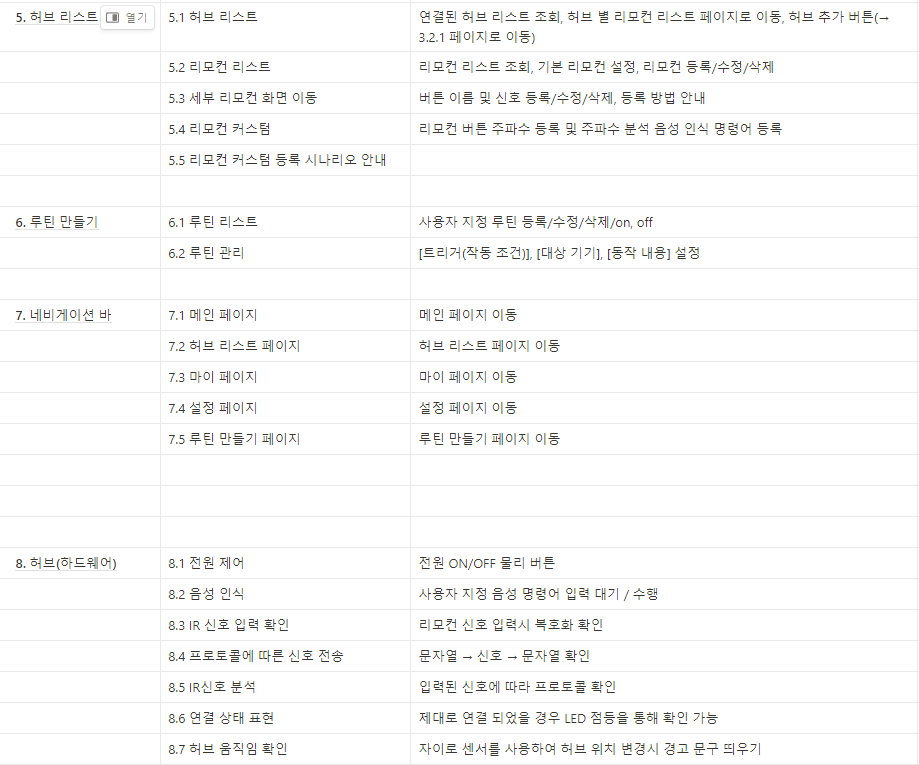 5. 허브 리스트 열기 5.1 허브 리스트 연결된 허브 리스트 조회, 허브 별 리모컨 리스트 페이지로 이동, 허브 추가 버튼(→
3.2.1 페이지로 이동)
5.2 리모컨 리스트 리모컨 리스트 조회, 기본 리모컨 설정, 리모컨 등록/수정/삭제
5.3 세부 리모컨 화면 이동 버튼 이름 및 신호 등록/수정/삭제, 등록 방법 안내
5.4 리모컨 커스텀 리모컨 버튼 주파수 등록 및 주파수 분석 음성 인식 명령어 등록
5.5 리모컨 커스텀 등록 시나리오 안내
6. 루틴 만들기 6.1 루틴 리스트 사용자 지정 루틴 등록/수정/삭제/on, off
6.2 루틴 관리 [트리거(작동 조건)], [대상 기기], [동작 내용] 설정
7. 네비게이션 바 7.1 메인 페이지 메인 페이지 이동
7.2 허브 리스트 페이지 허브 리스트 페이지 이동
7.3 마이 페이지 마이 페이지 이동
7.4 설정 페이지 설정 페이지 이동
7.5 루틴 만들기 페이지 루틴 만들기 페이지 이동
8. 허브(하드웨어) 8.1 전원 제어 전원 ON/OFF 물리 버튼
8.2 음성 인식 사용자 지정 음성 명령어 입력 대기 / 수행
8.3 IR 신호 입력 확인 리모컨 신호 입력시 복호화 확인
8.4 프로토콜에 따른 신호 전송 문자열 → 신호 → 문자열 확인
8.5 IR신호 분석 입력된 신호에 따라 프로토콜 확인
8.6 연결 상태 표현 제대로 연결 되었을 경우 LED 점등을 통해 확인 가능
8.7 허브 움직임 확인 자이로 센서를 사용하여 허브 위치 변경시 경고 문구 띄우기